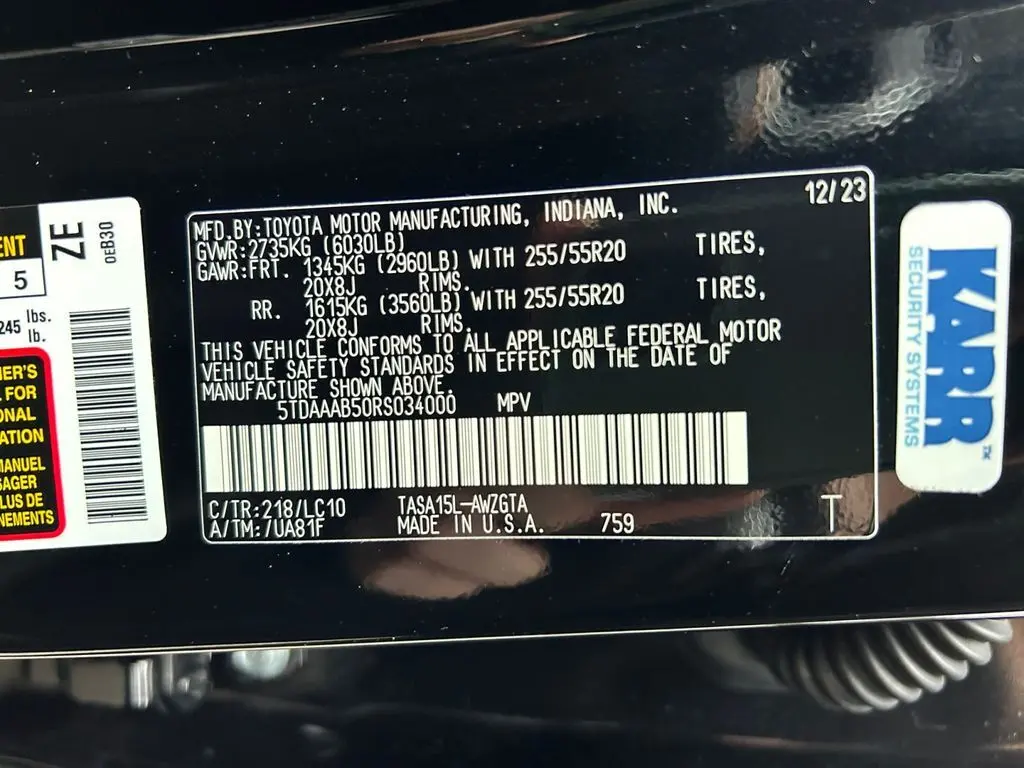 ENT
5
245 lbs.
lb.
ER'S
FOR
ONAL
ATION
MANUEL
AGER
LUS DE
NEMENTS
ZE
0EB30
12/23
MFD.BY:TOYOTA MOTOR MANUFACTURING, INDIANA, INC.
GVWR:2735KG (6030LB)
GAWR:FRT. 1345KG (2960LB) WITH 255/55R20 TIRES,
20X8J RIMS.
RR. 1615KG (3560LB) WITH 255/55R20 TIRES,
20X8J RIMS.
THIS VEHICLE CONFORMS TO ALL APPLICABLE FEDERAL MOTOR
VEHICLE SAFETY STANDARDS IN EFFECT ON THE DATE OF
MANUFACTURE SHOWN ABOVE.
5TDAAAB50RS034000 MPV
C/TR:218/LC10 TASA15L-AWZGTA
A/TM:7UA81F MADE IN U.S.A. 759 T
KARR™
SECURITY SYSTEMS